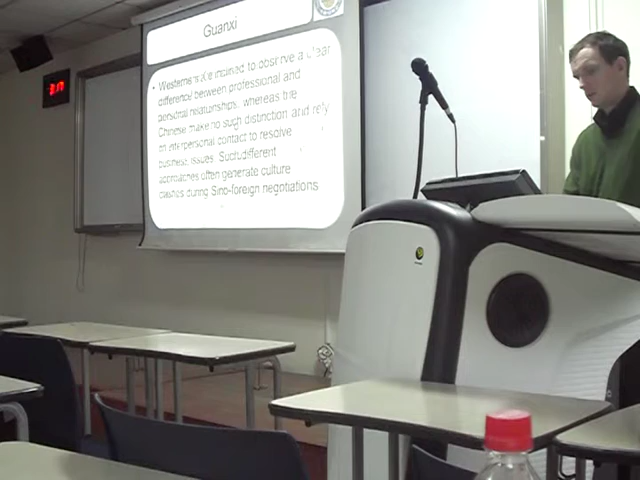 Guanxi
• Westerners are inclined to observe a clear
difference between professional and
personal relationships, whereas the
Chinese make no such distinction and rely
on interpersonal contact to resolve
business issues. Such different
approaches often generate culture
clashes during Sino-foreign negotiations